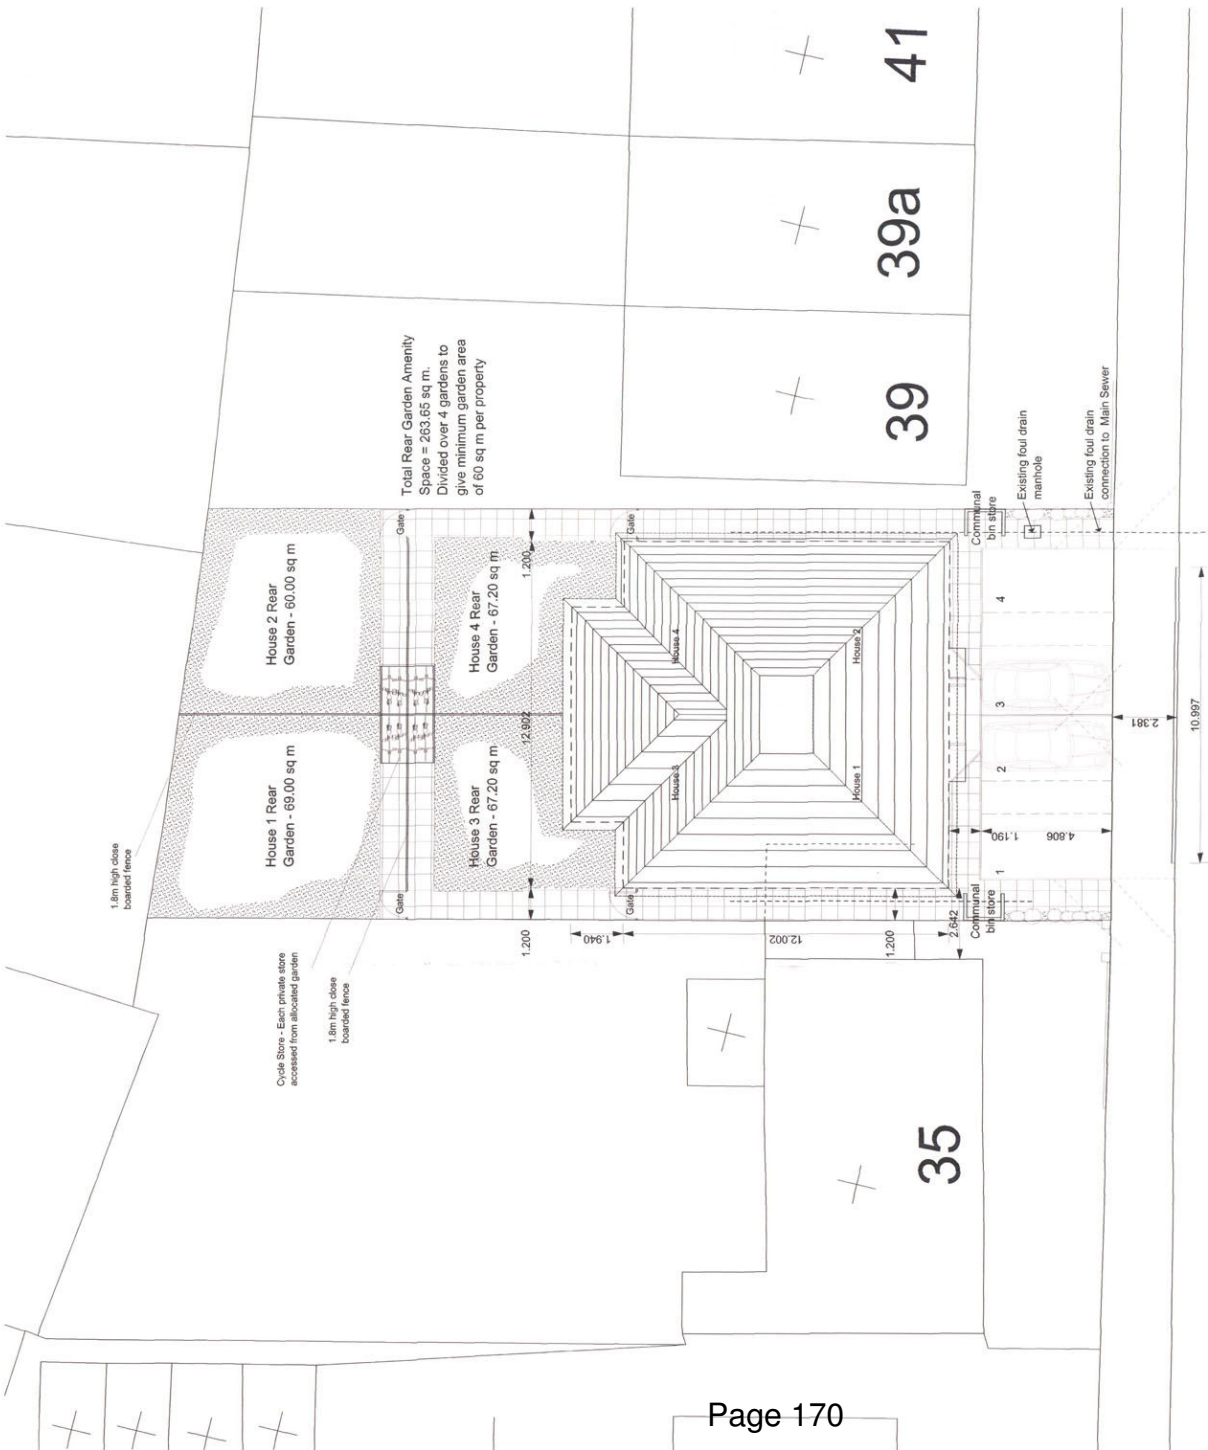 41
39a
39
Total Rear Garden Amenity
Space = 263.65 sq m.
Divided over 4 gardens to
give minimum garden area
of 60 sq m per property
Existing foul drain
manhole
Existing foul drain
connection to Main Sewer
Communal
bin store
Gate
Gate
1.200
House 2 Rear
Garden - 60.00 sq m
House 4 Rear
Garden - 67.20 sq m
House 4
House 2
4
3
12.902
2.381
10.997
House 1 Rear
Garden - 69.00 sq m
House 3 Rear
Garden - 67.20 sq m
House 3
House 1
2
1
1.190
4.806
1.8m high close
boarded fence
Gate
Gate
1.200
1.940
12.002
1.200
2.642
Communal
bin store
Cycle Store - Each private store
accessed from allocated garden
1.8m high close
boarded fence
35
Page 170